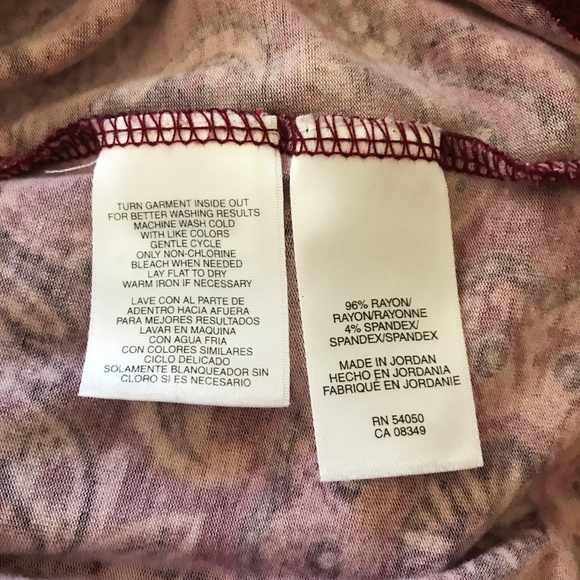 TURN GARMENT INSIDE OUT
FOR BETTER WASHING RESULTS
MACHINE WASH COLD
WITH LIKE COLORS
GENTLE CYCLE
ONLY NON-CHLORINE
BLEACH WHEN NEEDED
LAY FLAT TO DRY
WARM IRON IF NECESSARY
LAVE CON AL PARTE DE
ADENTRO HACIA AFUERA
PARA MEJORES RESULTADOS
LAVAR EN MAQUINA
CON AGUA FRIA
CON COLORES SIMILARES
CICLO DELICADO
SOLAMENTE BLANQUEADOR SIN
CLORO SI ES NECESARIO
96% RAYON/
RAYON/RAYONNE
4% SPANDEX/
SPANDEX/SPANDEX
MADE IN JORDAN
HECHO EN JORDANIA
FABRIQUÉ EN JORDANIE
RN 54050
CA 08349